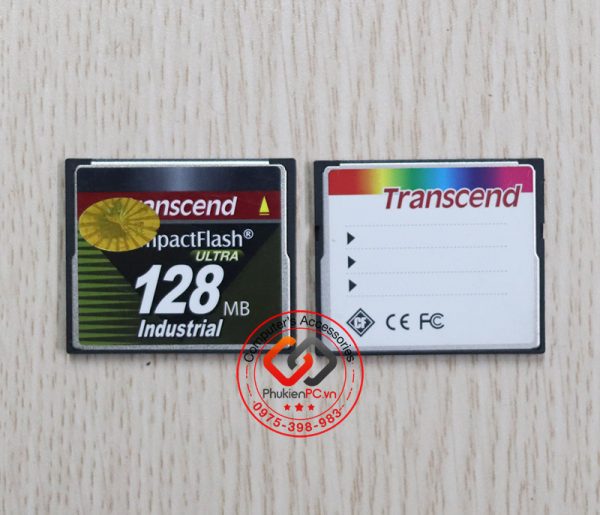 ranscend
mpactFlash®
ULTRA
128 MB
Industrial
Transcend
CE FC
Computer's Accessories
PhukienPC.vn
0975-398-983